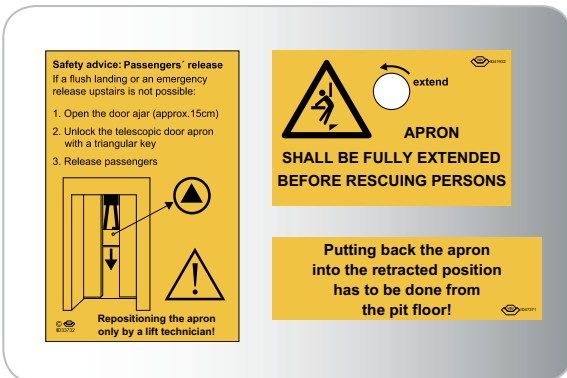 Safety advice: Passengers´ release
If a flush landing or an emergency
release upstairs is not possible:
1. Open the door ajar (approx.15cm)
2. Unlock the telescopic door apron
with a triangular key
3. Release passengers
©
ID33732
Repositioning the apron
only by a lift technician!
extend
APRON
SHALL BE FULLY EXTENDED
BEFORE RESCUING PERSONS
Putting back the apron
into the retracted position
has to be done from
the pit floor!